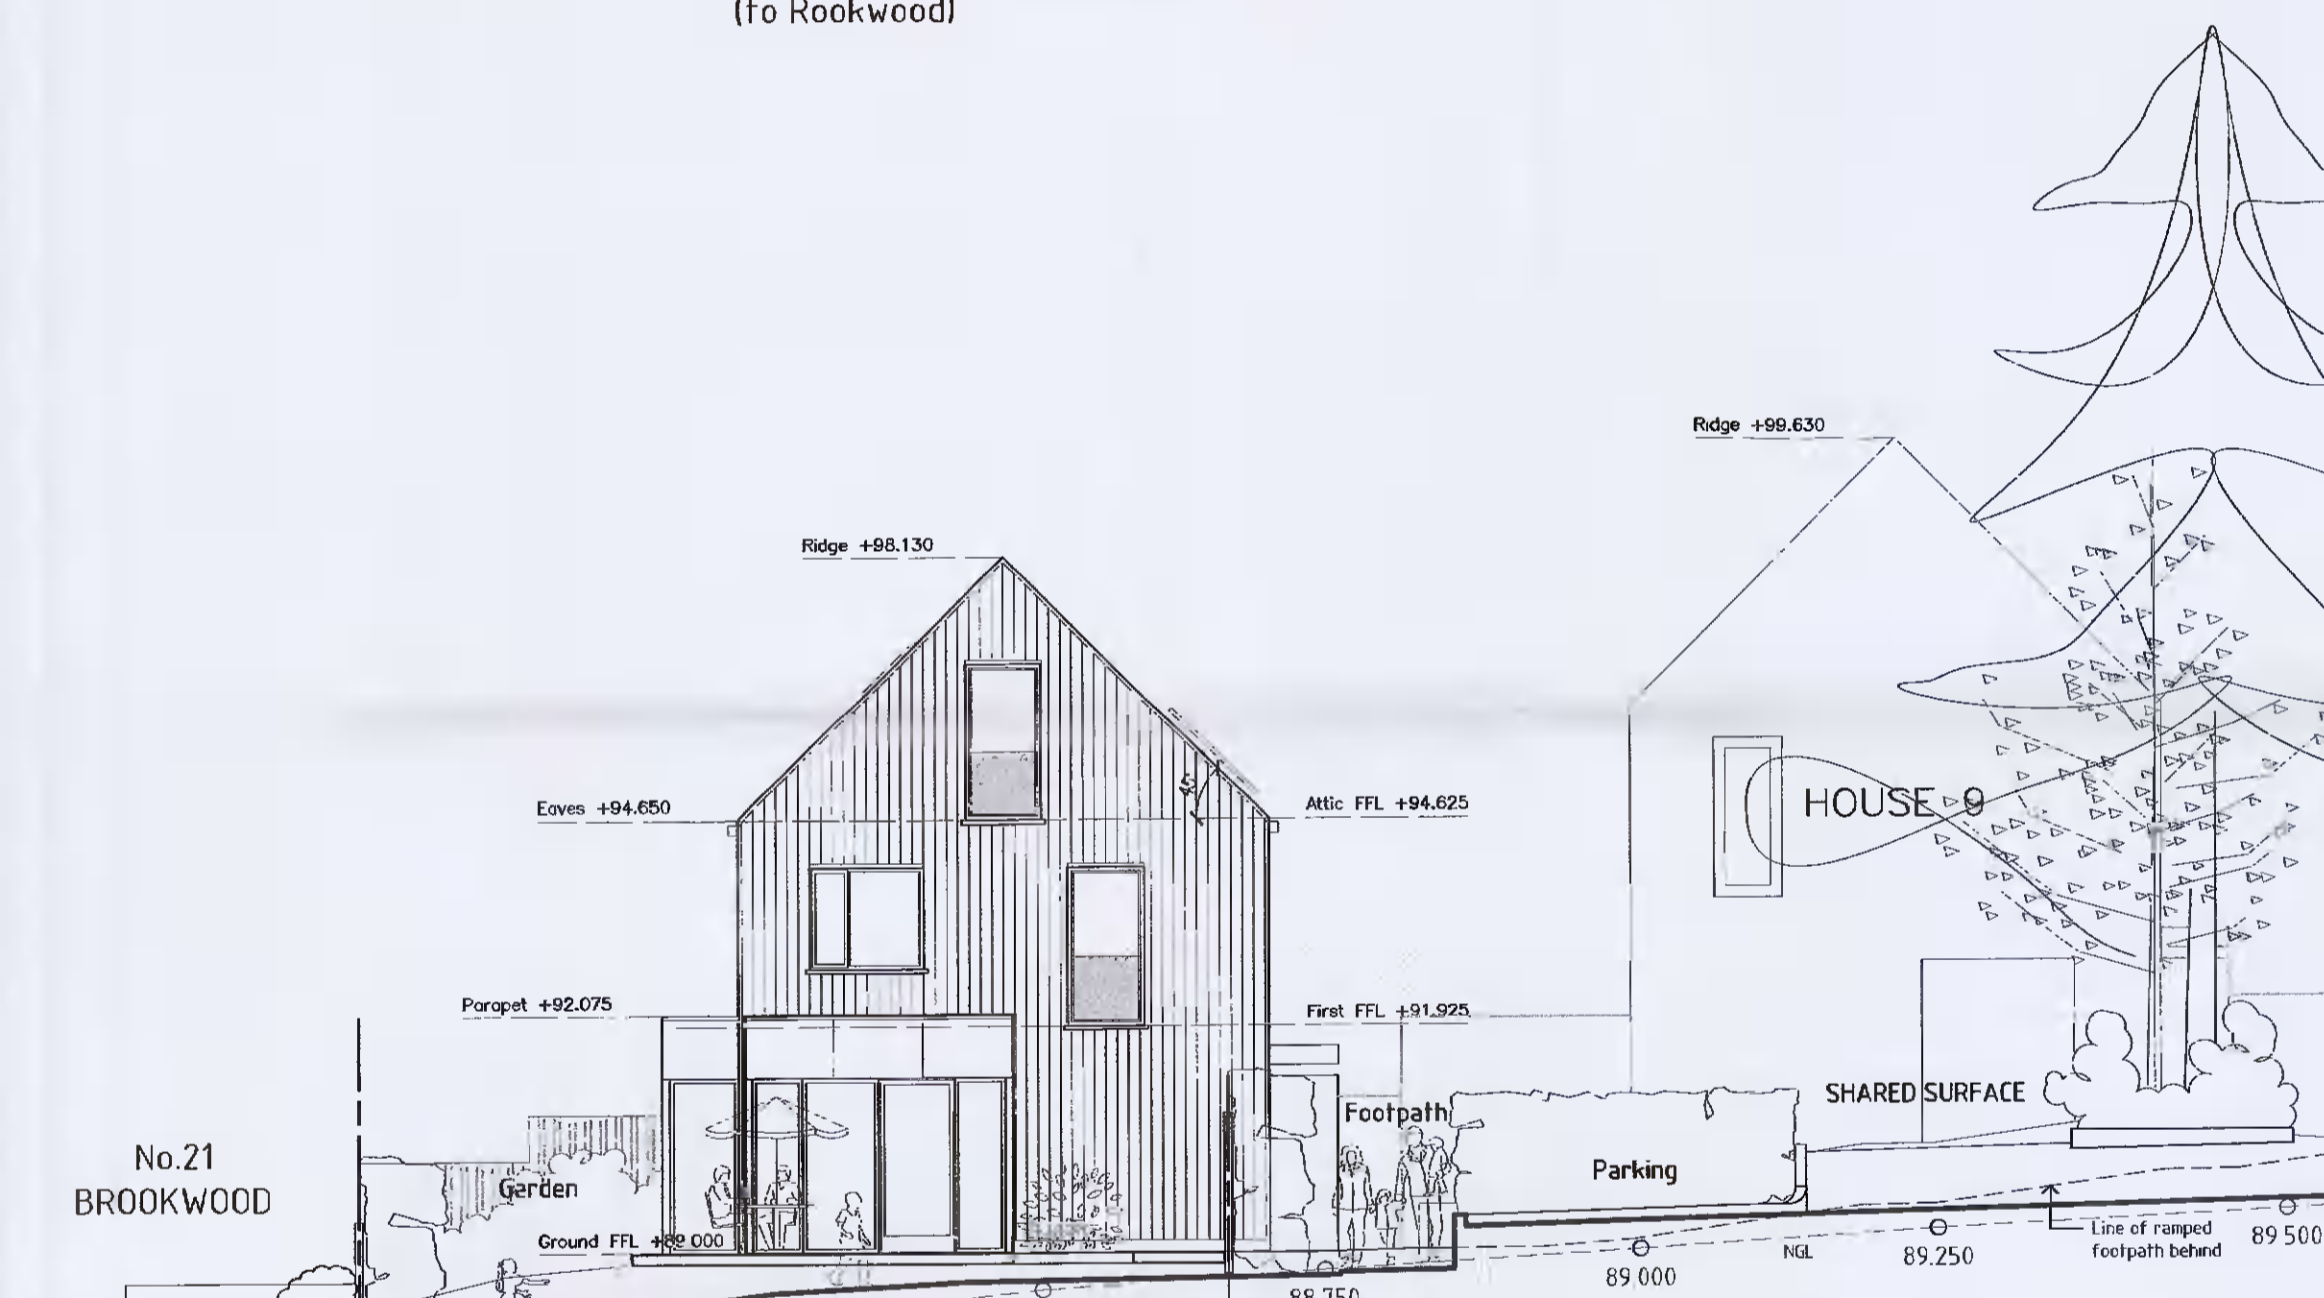 (to Rookwood)
Ridge +99.630
Ridge +98.130
Eaves +94.650
Attic FFL +94.625
45
HOUSE 9
Parapet +92.075
First FFL +91.925
SHARED SURFACE
Footpath
No.21
BROOKWOOD
Garden
Parking
Ground FFL +89 000
Line of ramped
footpath behind
NGL
89 500
89.250
89 000
88 750